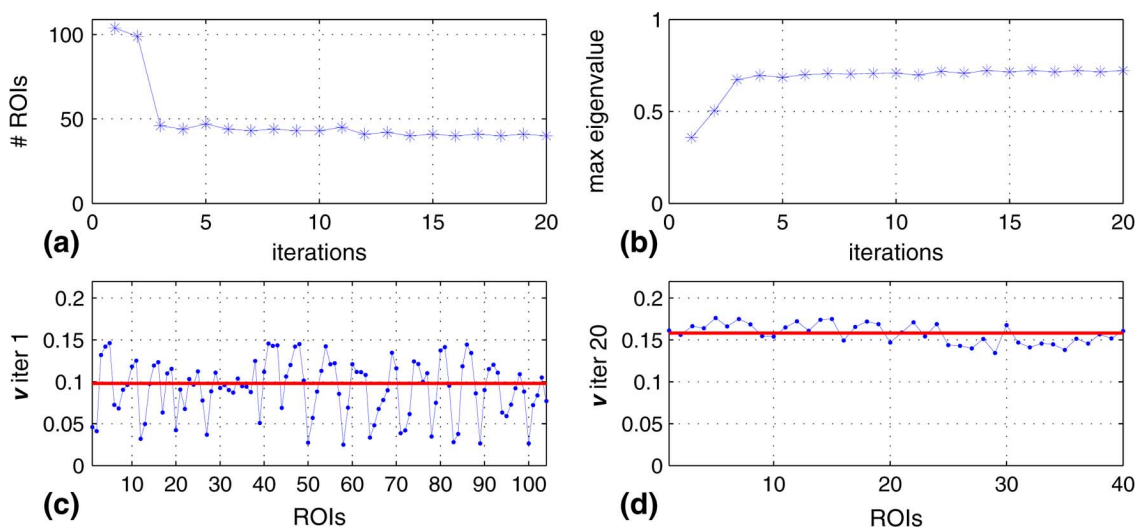 100
50
0
# ROIs
0 5 10 15 20
iterations
(a)
1
0.5
0
max eigenvalue
0 5 10 15 20
iterations
(b)
0.2
0.15
0.1
0.05
0
v iter 1
10 20 30 40 50 60 70 80 90 100
ROIs
(c)
0.2
0.15
0.1
0.05
0
v iter 20
10 20 30 40
ROIs
(d)